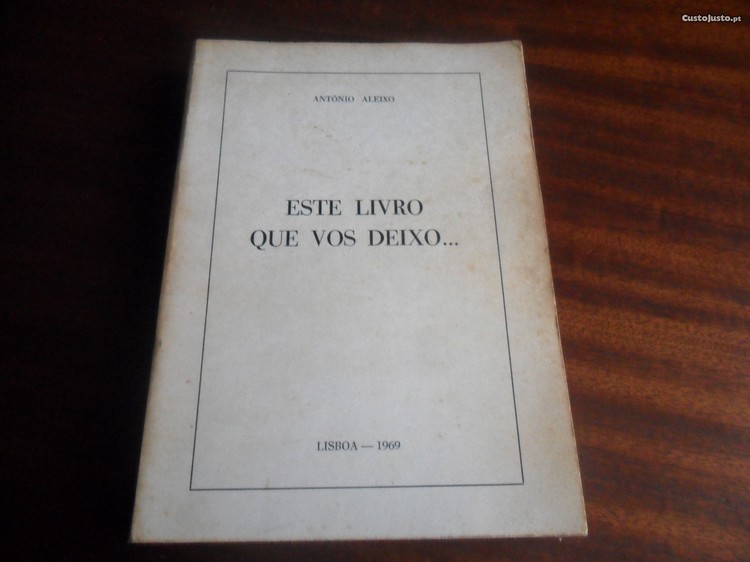 CustoJusto.pt
ANTÓNIO ALEIXO
ESTE LIVRO
QUE VOS DEIXO...
LISBOA — 1969